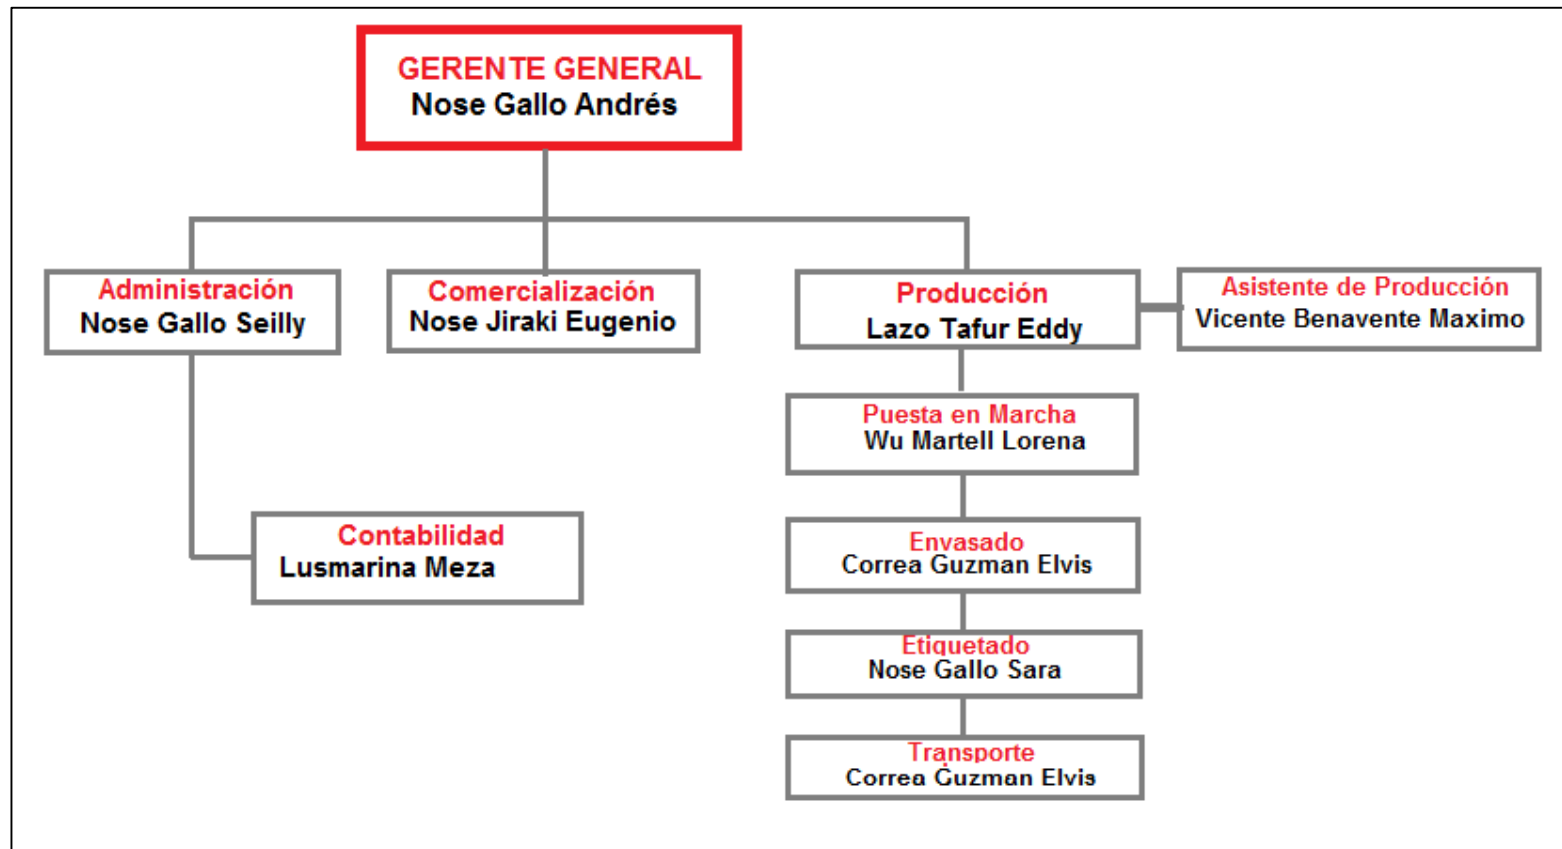 GERENTE GENERAL
Nose Gallo Andrés
Administración
Nose Gallo Seilly
Comercialización
Nose Jiraki Eugenio
Producción
Lazo Tafur Eddy
Asistente de Producción
Vicente Benavente Maximo
Puesta en Marcha
Wu Martell Lorena
Contabilidad
Lusmarina Meza
Envasado
Correa Guzman Elvis
Etiquetado
Nose Gallo Sara
Transporte
Correa Guzman Elvis